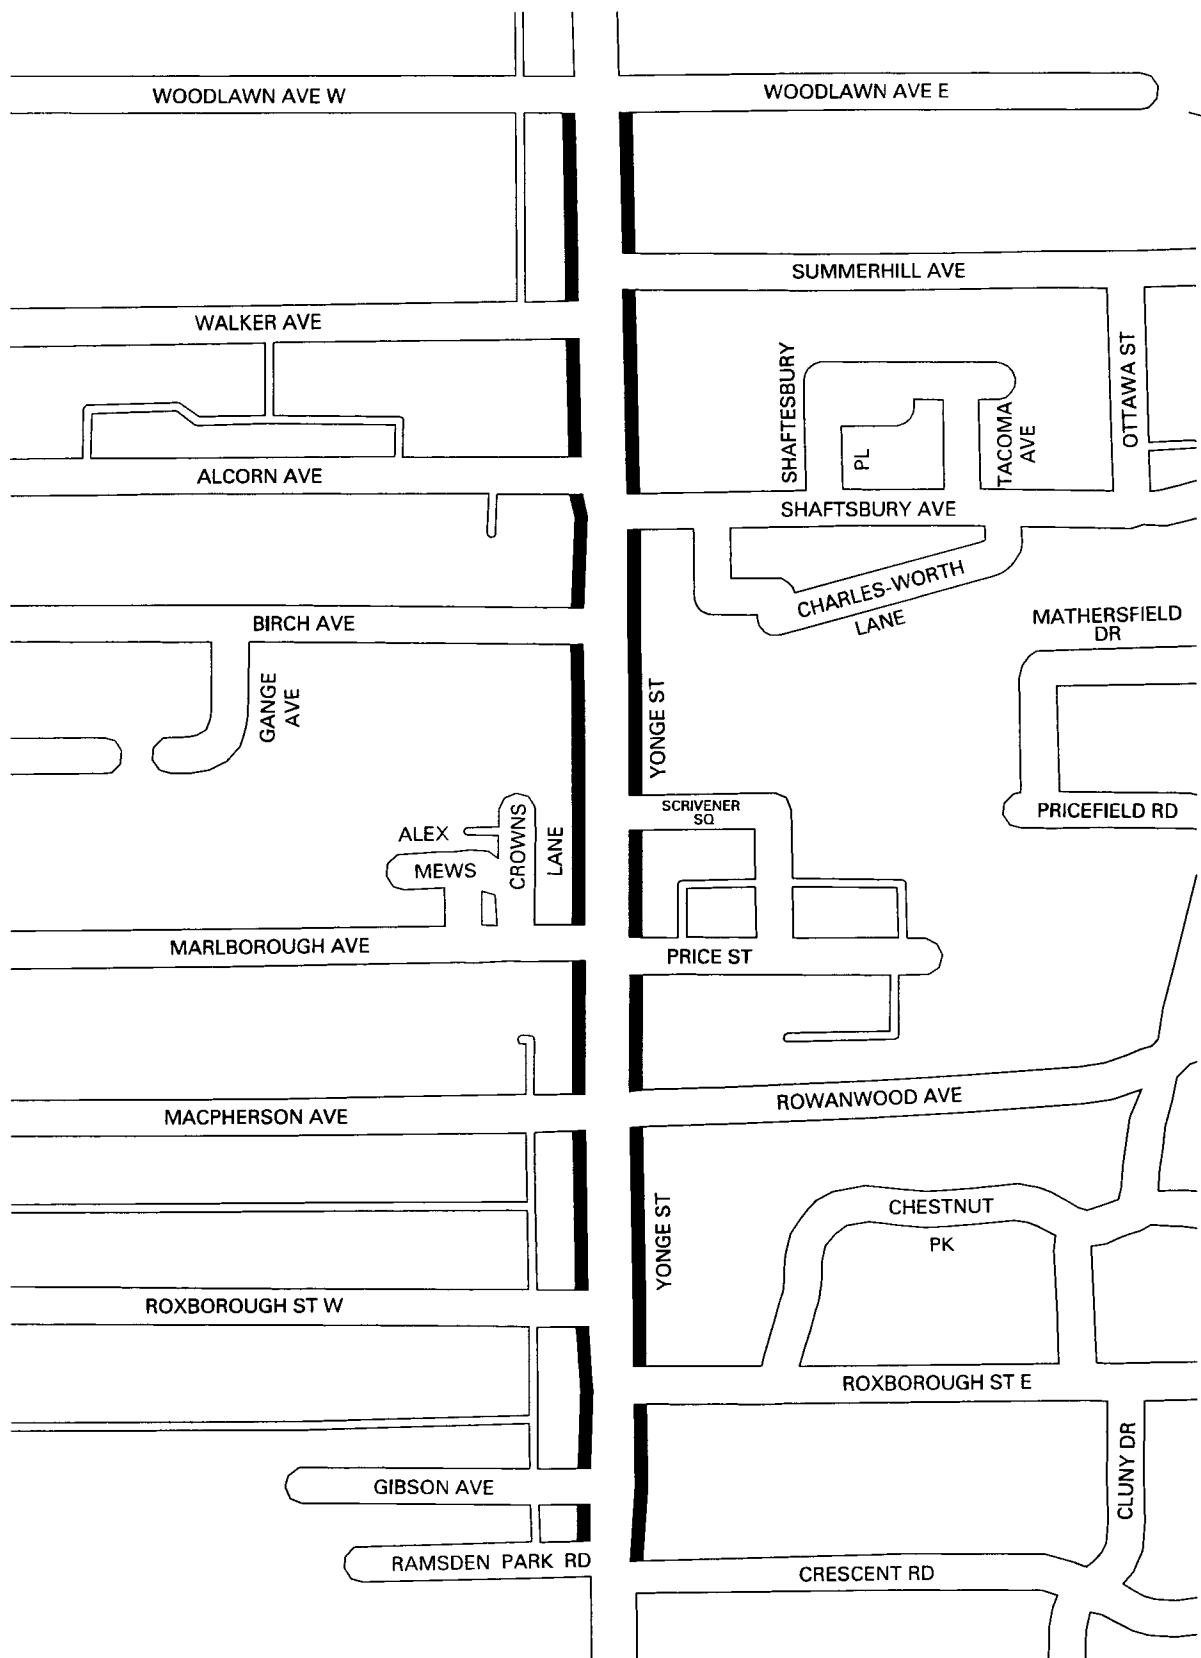 WOODLAWN AVE W
WOODLAWN AVE E
SUMMERHILL AVE
WALKER AVE
SHAFTESBURY
PL
TACOMA
AVE
OTTAWA ST
ALCORN AVE
SHAFTSBURY AVE
CHARLES-WORTH
LANE
BIRCH AVE
MATHERSFIELD
DR
GANGE
AVE
YONGE ST
SCRIVENER
SQ
PRICEFIELD RD
ALEX
MEWS
CROWNS
LANE
MARLBOROUGH AVE
PRICE ST
ROWANWOOD AVE
MACPHERSON AVE
CHESTNUT
PK
YONGE ST
ROXBOROUGH ST W
ROXBOROUGH ST E
CLUNY DR
GIBSON AVE
RAMSDEN PARK RD
CRESCENT RD